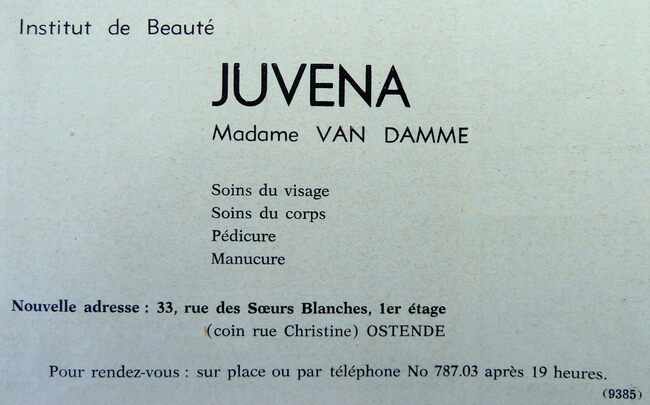 Institut de Beauté
JUVENA
Madame VAN DAMME
Soins du visage
Soins du corps
Pédicure
Manucure
Nouvelle adresse : 33, rue des Sœurs Blanches, 1er étage
(coin rue Christine) OSTENDE
Pour rendez-vous : sur place ou par téléphone No 787.03 après 19 heures.
(9385)